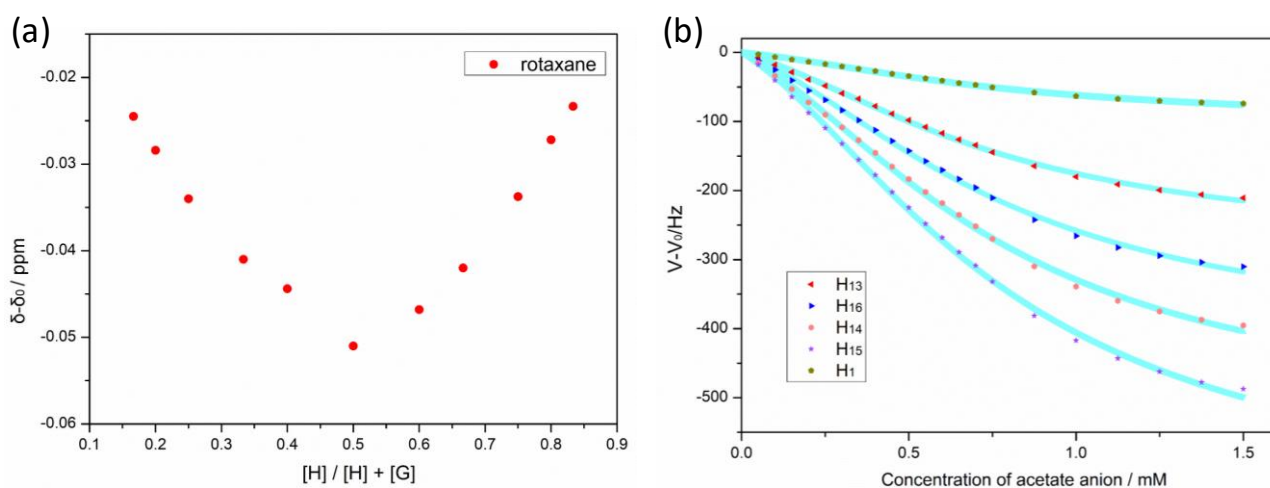 (a)
-0.02
-0.03
-0.04
-0.05
-0.06
δ-δ₀ / ppm
rotaxane
0.1 0.2 0.3 0.4 0.5 0.6 0.7 0.8 0.9
[H] / [H] + [G]
(b)
0
-100
-200
-300
-400
-500
V-V₀/Hz
H₁₃
H₁₆
H₁₄
H₁₅
H₁
0.0 0.5 1.0 1.5
Concentration of acetate anion / mM